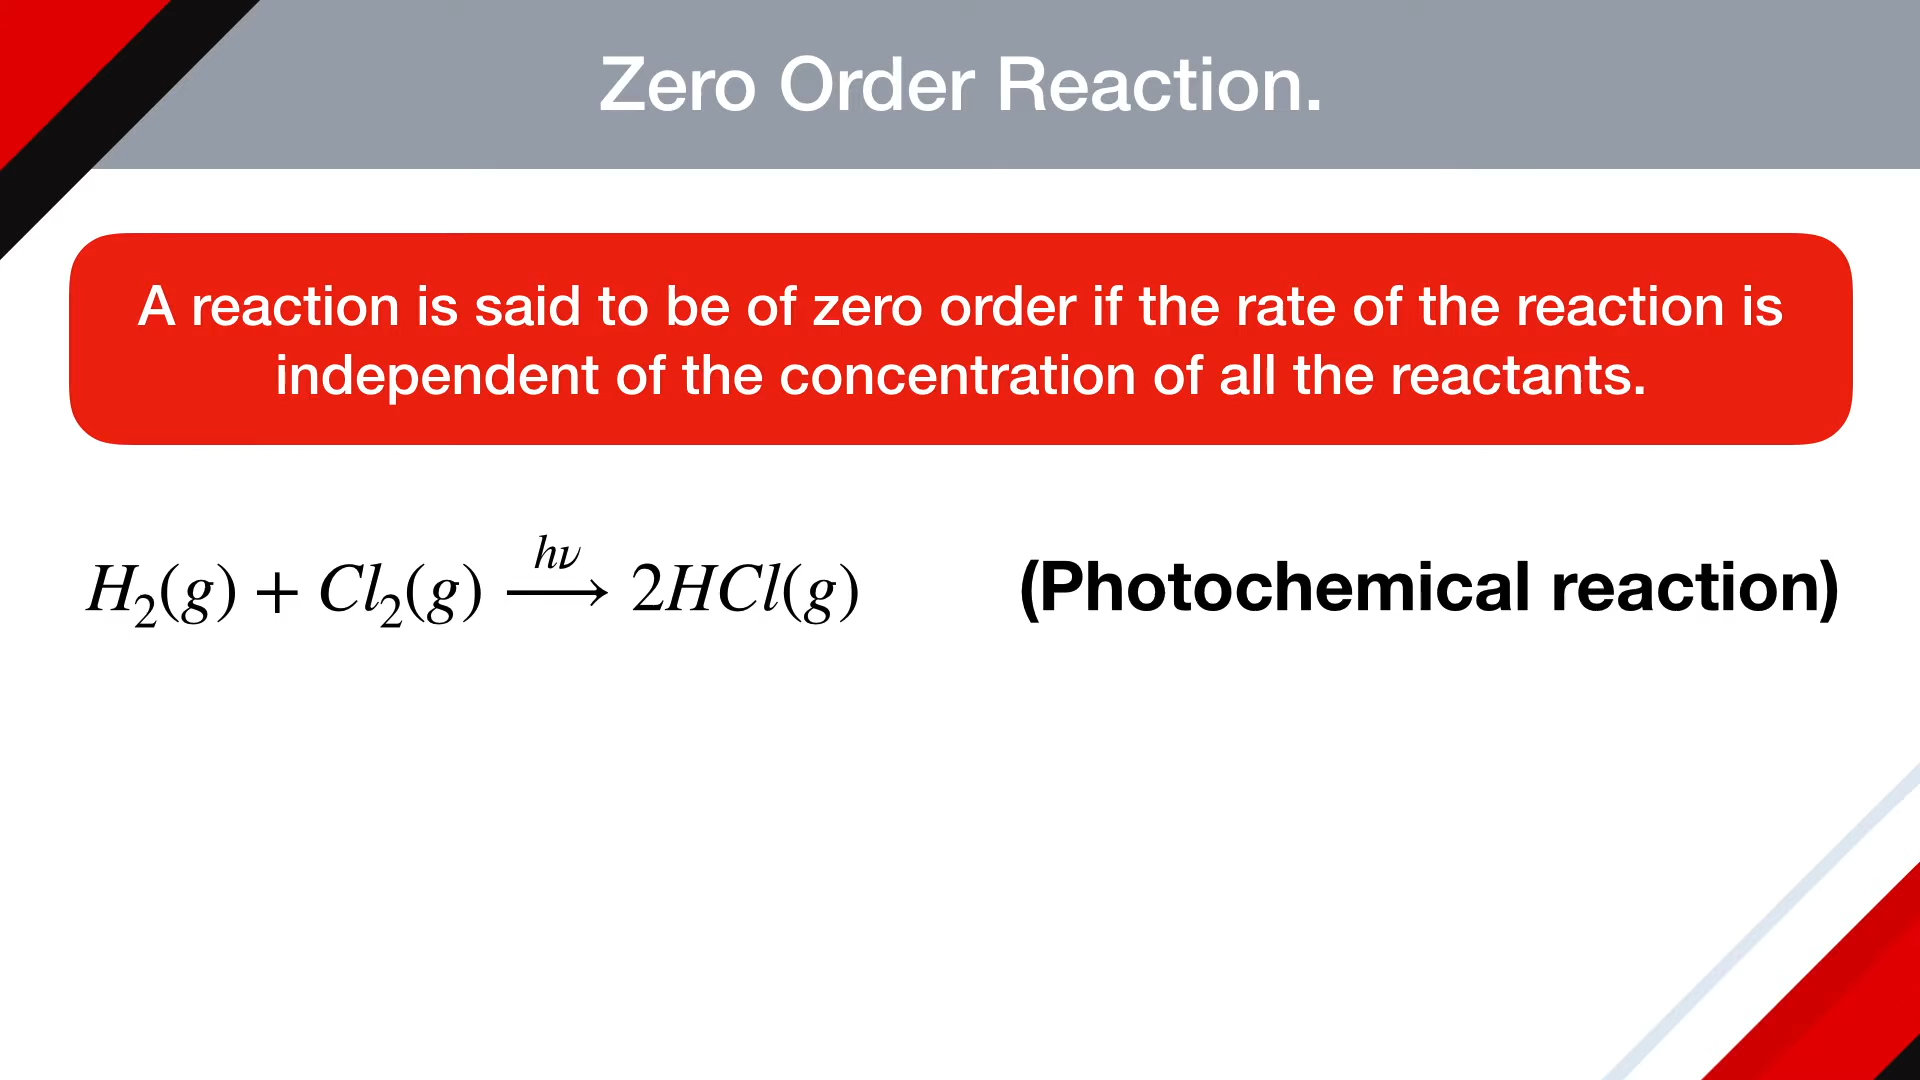 Zero Order Reaction.
A reaction is said to be of zero order if the rate of the reaction is
independent of the concentration of all the reactants.
H₂(g) + Cl₂(g) \xrightarrow{hν} 2HCl(g) (Photochemical reaction)